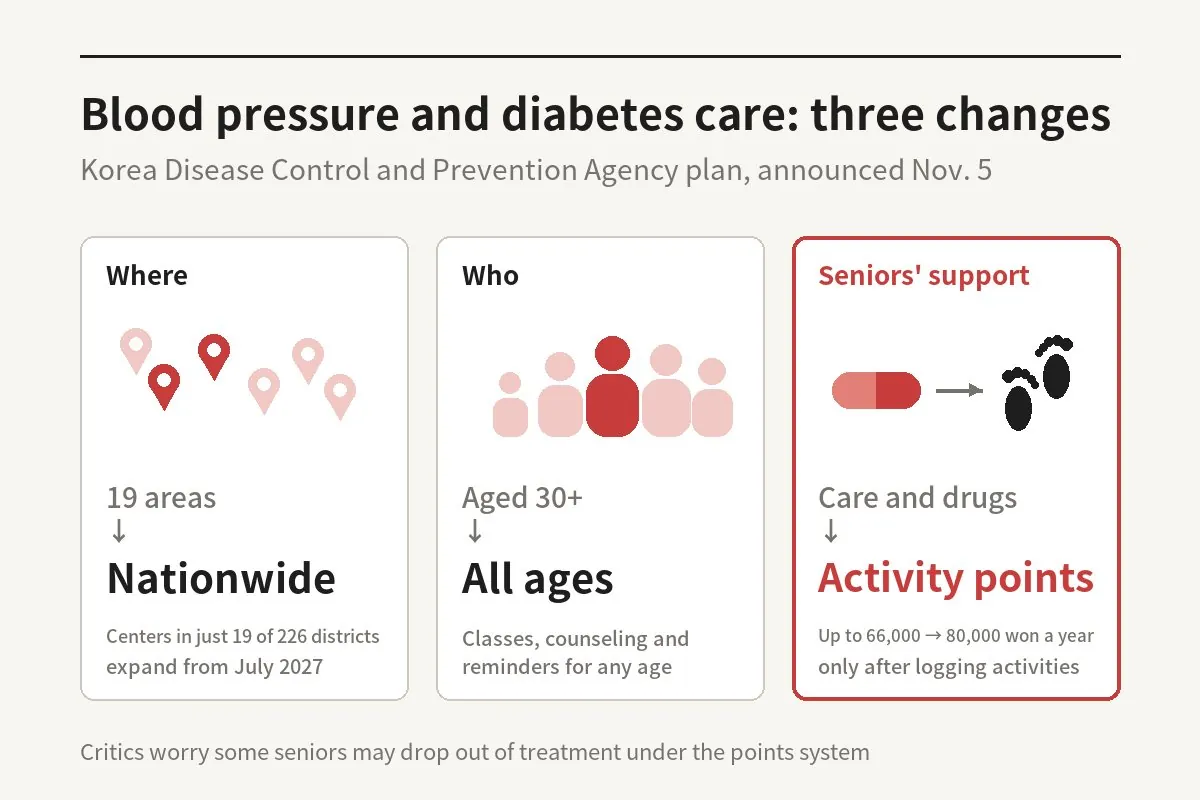 Blood pressure and diabetes care: three changes
Korea Disease Control and Prevention Agency plan, announced Nov. 5
Where
19 areas
↓
Nationwide
Centers in just 19 of 226 districts
expand from July 2027
Who
Aged 30+
↓
All ages
Classes, counseling and
reminders for any age
Seniors' support
Care and drugs
↓
Activity points
Up to 66,000 → 80,000 won a year
only after logging activities
Critics worry some seniors may drop out of treatment under the points system